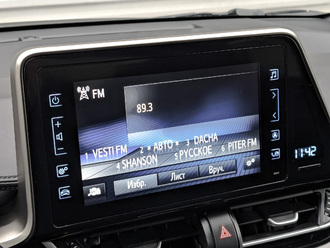 FM
89.3
1 VESTI FM 2 * АВТО * 3 DACHA
4 SHANSON 5 РУССКОЕ 6 PITER FM
Избр. Лист Вруч.
11:42